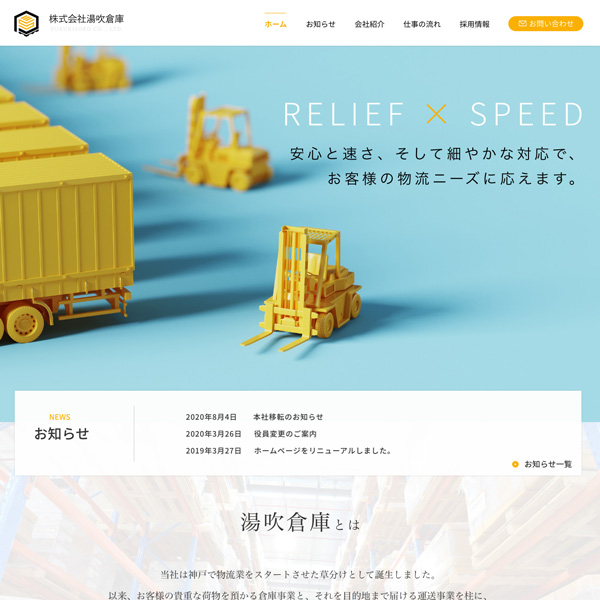 株式会社湯吹倉庫
ホーム
お知らせ
会社紹介
仕事の流れ
採用情報
お問い合わせ
RELIEF × SPEED
安心と速さ、そして細やかな対応で、
お客様の物流ニーズに応えます。
NEWS
お知らせ
2020年8月4日 本社移転のお知らせ
2020年3月26日 役員変更のご案内
2019年3月27日 ホームページをリニューアルしました。
お知らせ一覧
湯吹倉庫とは
当社は神戸で物流業をスタートさせた草分けとして誕生しました。
以来、お客様の貴重な荷物を預かる倉庫事業と、それを目的地まで届ける運送事業を柱に、